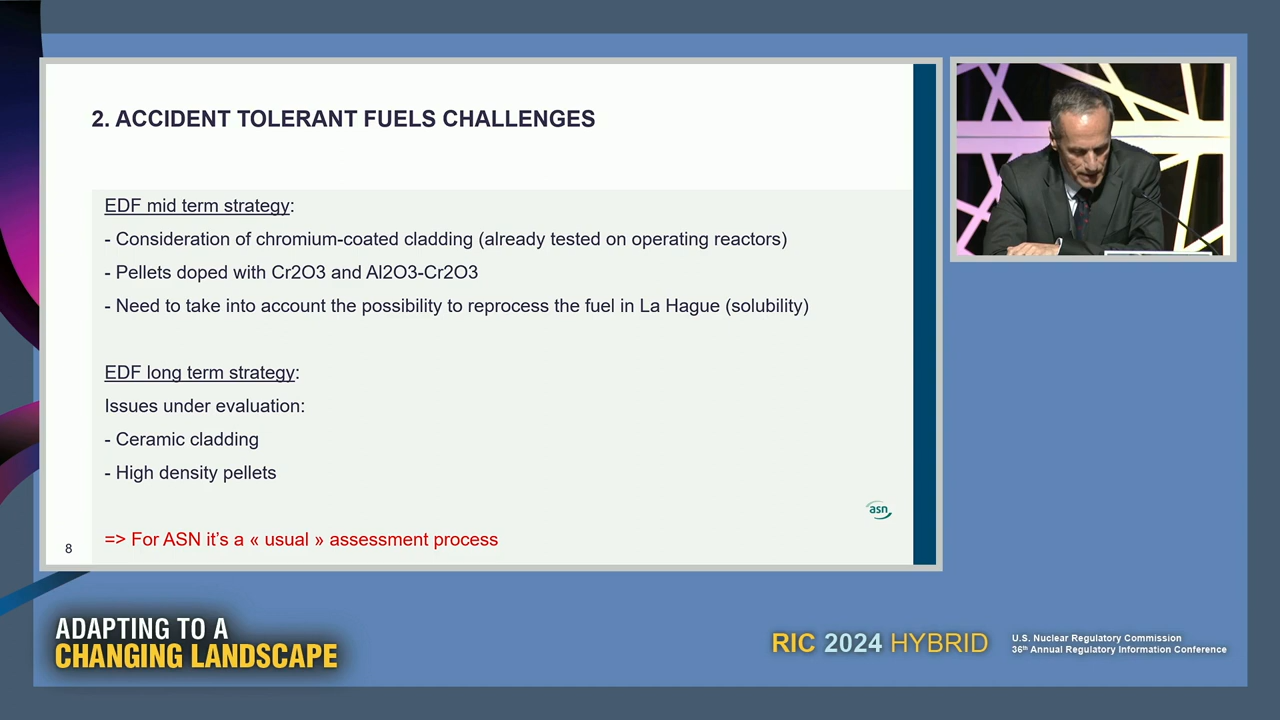 2. ACCIDENT TOLERANT FUELS CHALLENGES
EDF mid term strategy:
- Consideration of chromium-coated cladding (already tested on operating reactors)
- Pellets doped with Cr2O3 and Al2O3-Cr2O3
- Need to take into account the possibility to reprocess the fuel in La Hague (solubility)
EDF long term strategy:
Issues under evaluation:
- Ceramic cladding
- High density pellets
asn
=> For ASN it's a « usual » assessment process
8
ADAPTING TO A
CHANGING LANDSCAPE
RIC 2024 HYBRID
U.S. Nuclear Regulatory Commission
36th Annual Regulatory Information Conference